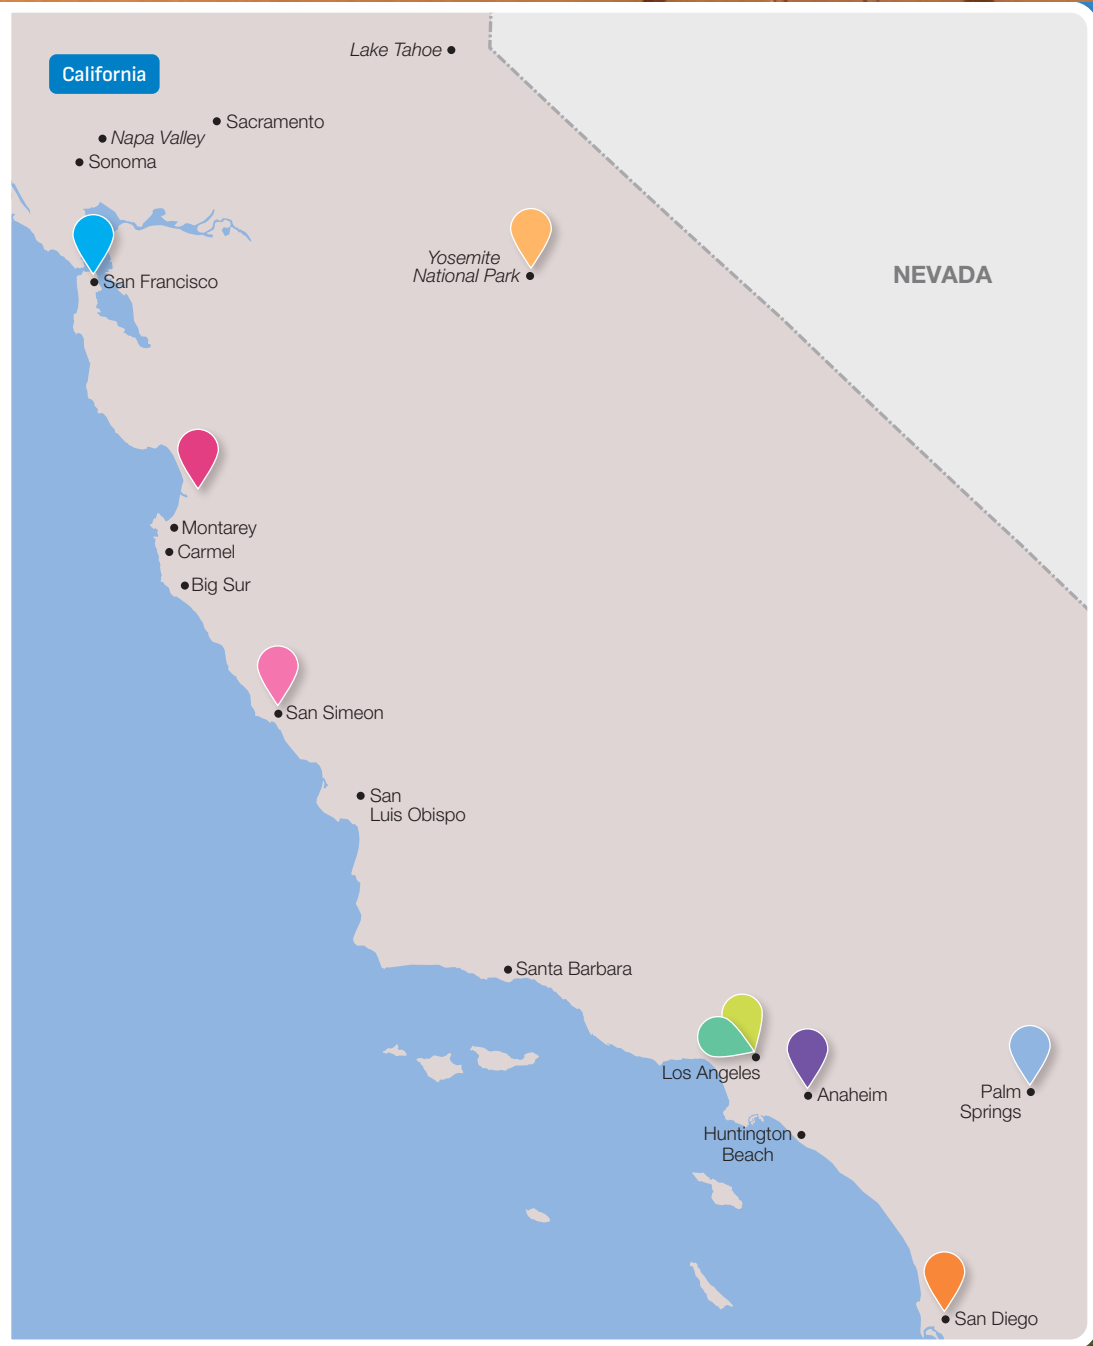 Lake Tahoe
California
Sacramento
Napa Valley
Sonoma
Yosemite
National Park
NEVADA
San Francisco
Montarey
Carmel
Big Sur
San Simeon
San
Luis Obispo
Santa Barbara
Los Angeles
Anaheim
Palm
Springs
Huntington
Beach
San Diego